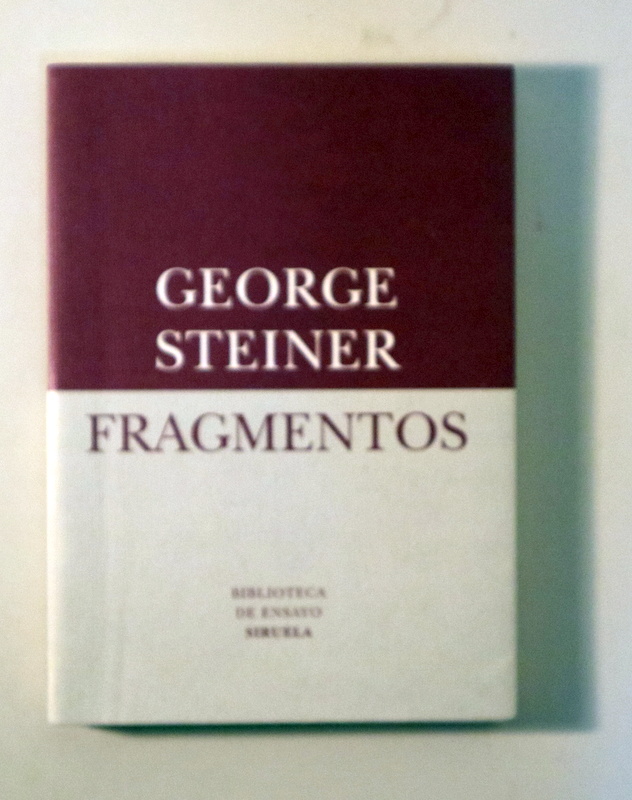 GEORGE
STEINER
FRAGMENTOS
BIBLIOTECA
DE ENSAYO
SIRUELA